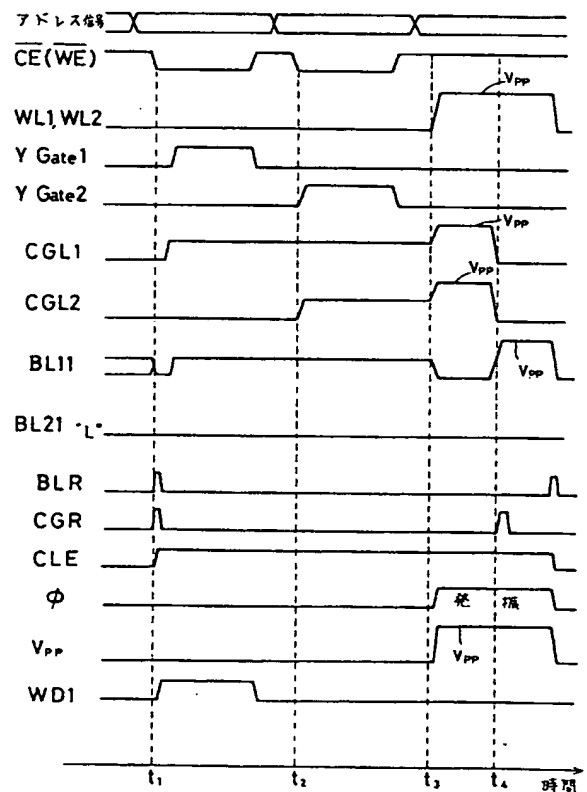 アドレス信号
CE(WE)
VPP
WL1,WL2
Y Gate1
Y Gate2
VPP
CGL1
VPP
CGL2
BL11
VPP
BL21 "L"
BLR
CGR
CLE
φ 発 振
VPP VPP
WD1
t1 t2 t3 t4 時間